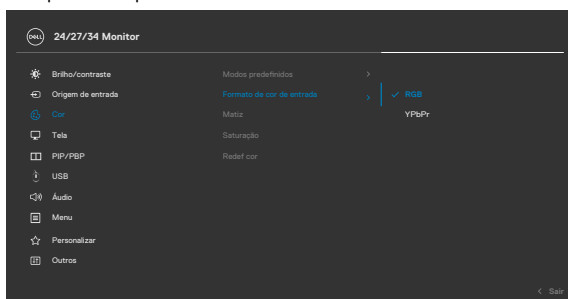 DELL 24/27/34 Monitor
Brilho/contraste Modos predefinidos
Origem de entrada Formato de cor de entrada RGB
Cor Matiz YPbPr
Tela Saturação
PIP/PBP Redef cor
USB
Áudio
Menu
Personalizar
Outros
Sair